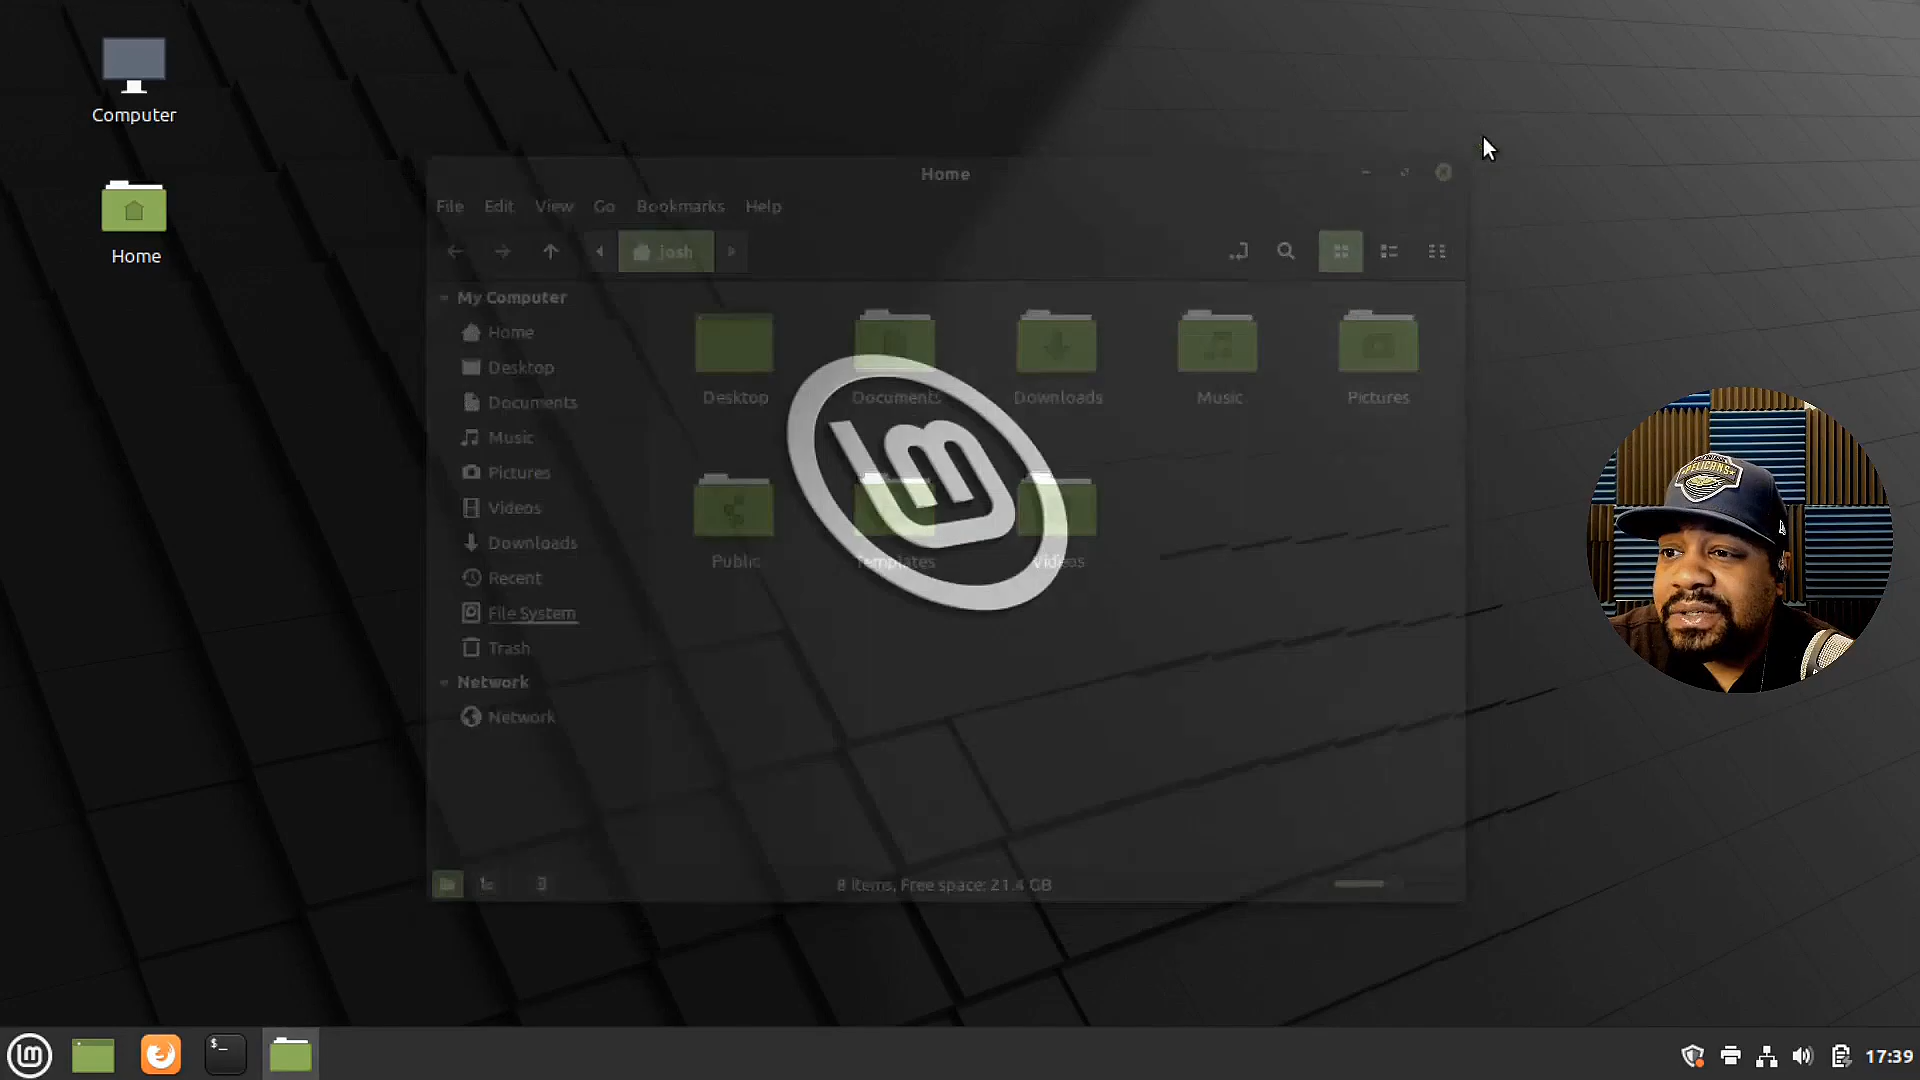 Computer
Home
Home
File Edit View Go Bookmarks Help
josh
My Computer
Home
Desktop
Documents
Music
Pictures
Videos
Downloads
Recent
File System
Trash
Network
Network
Desktop Documents Downloads Music Pictures
Public Templates Videos
8 items, Free space: 21.4 GB
PELICANS
lm
$_
17:39